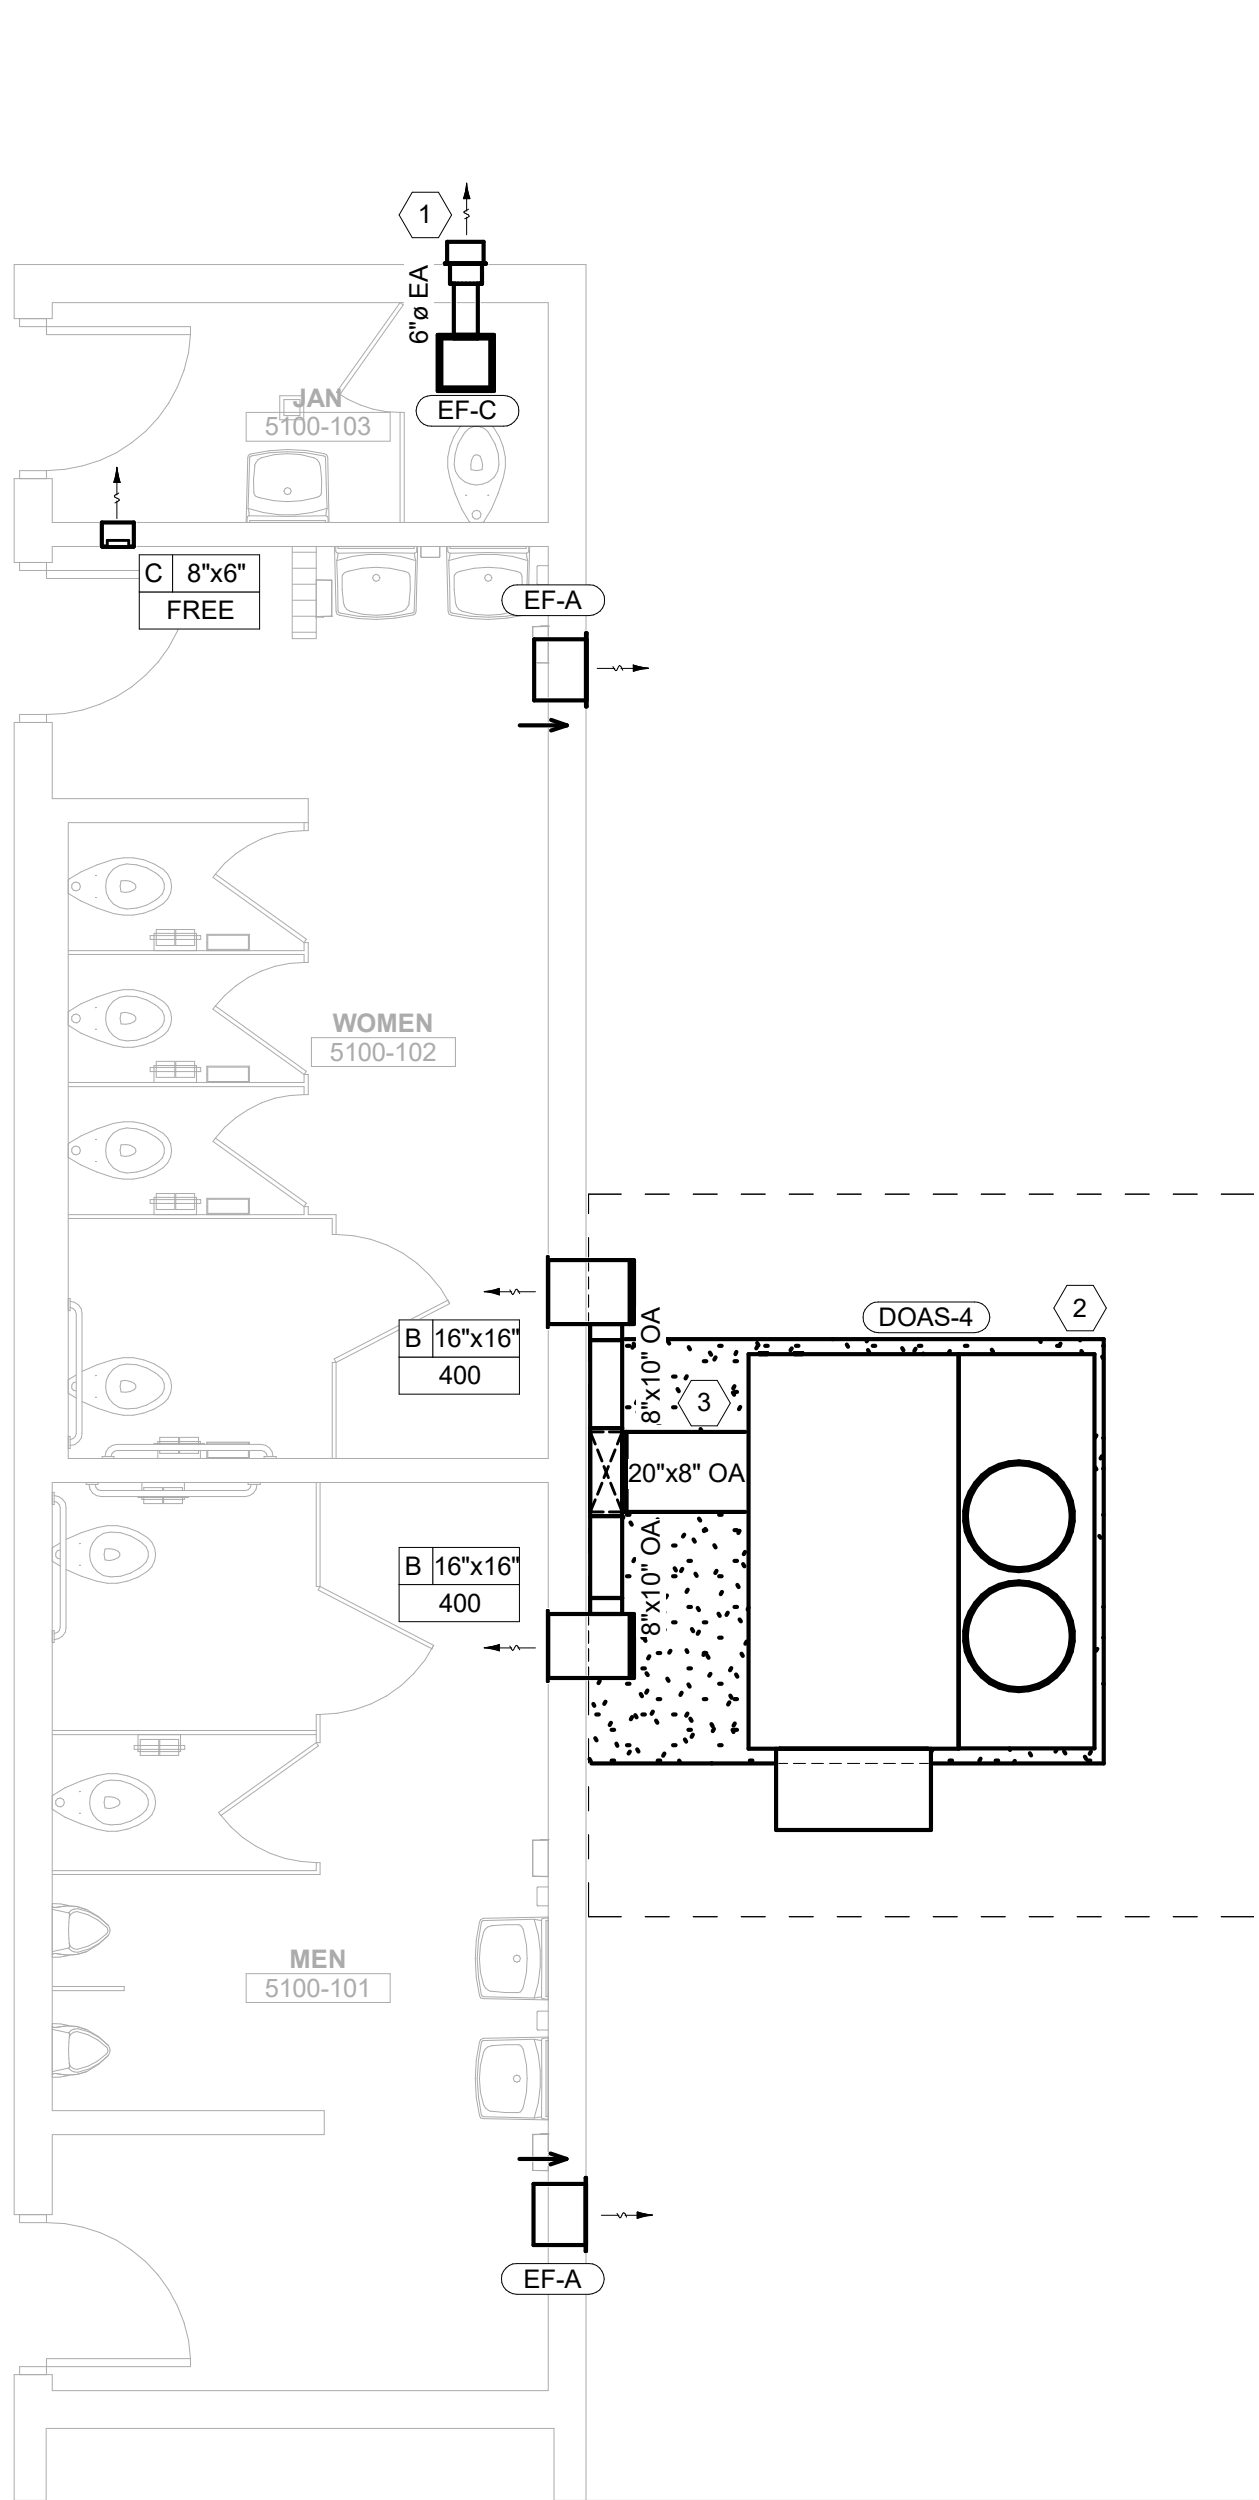 1
6"ø EA
JAN
5100-103
EF-C
C 8"x6"
FREE
EF-A
WOMEN
5100-102
DOAS-4
2
B 16"x16"
400
8"x10" OA
3
20"x8" OA
B 16"x16"
400
8"x10" OA
MEN
5100-101
EF-A